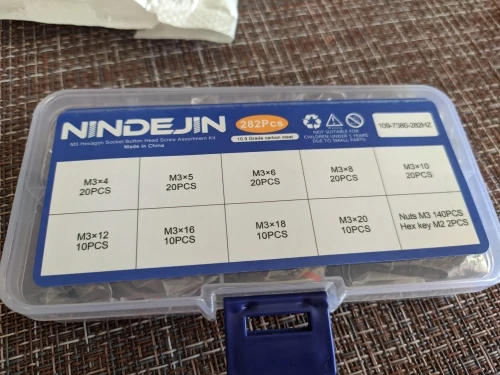 NINDEJIN
282Pcs
M3 Hexagon Socket Button Head Screw Assortment Kit
10.9 Grade carbon steel
Made in China
NOT SUITABLE FOR
CHILDREN UNDER 3 YEARS
DUE TO SMALL PARTS
109-7380-282HZ
M3×4
20PCS
M3×5
20PCS
M3×6
20PCS
M3×8
20PCS
M3×10
20PCS
M3×12
10PCS
M3×16
10PCS
M3×18
10PCS
M3×20
10PCS
Nuts M3 140PCS
Hex key M2 2PCS